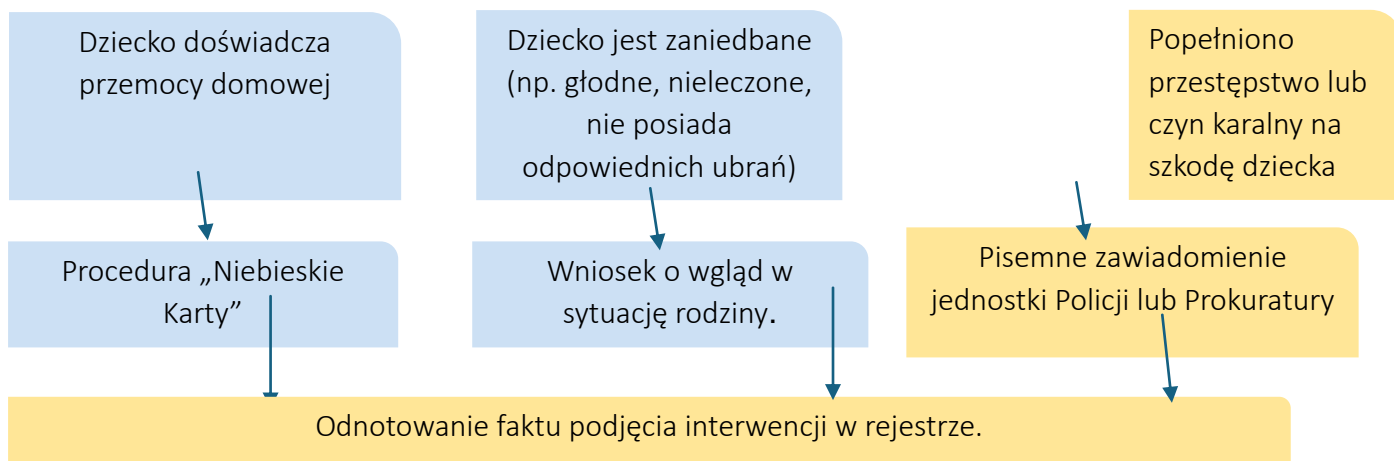 Dziecko doświadcza
przemocy domowej
Dziecko jest zaniedbane
(np. głodne, nieleczone,
nie posiada
odpowiednich ubrań)
Popełniono
przestępstwo lub
czyn karalny na
szkodę dziecka
Procedura „Niebieskie
Karty”
Wniosek o wgląd w
sytuację rodziny.
Pisemne zawiadomienie
jednostki Policji lub Prokuratury
Odnotowanie faktu podjęcia interwencji w rejestrze.